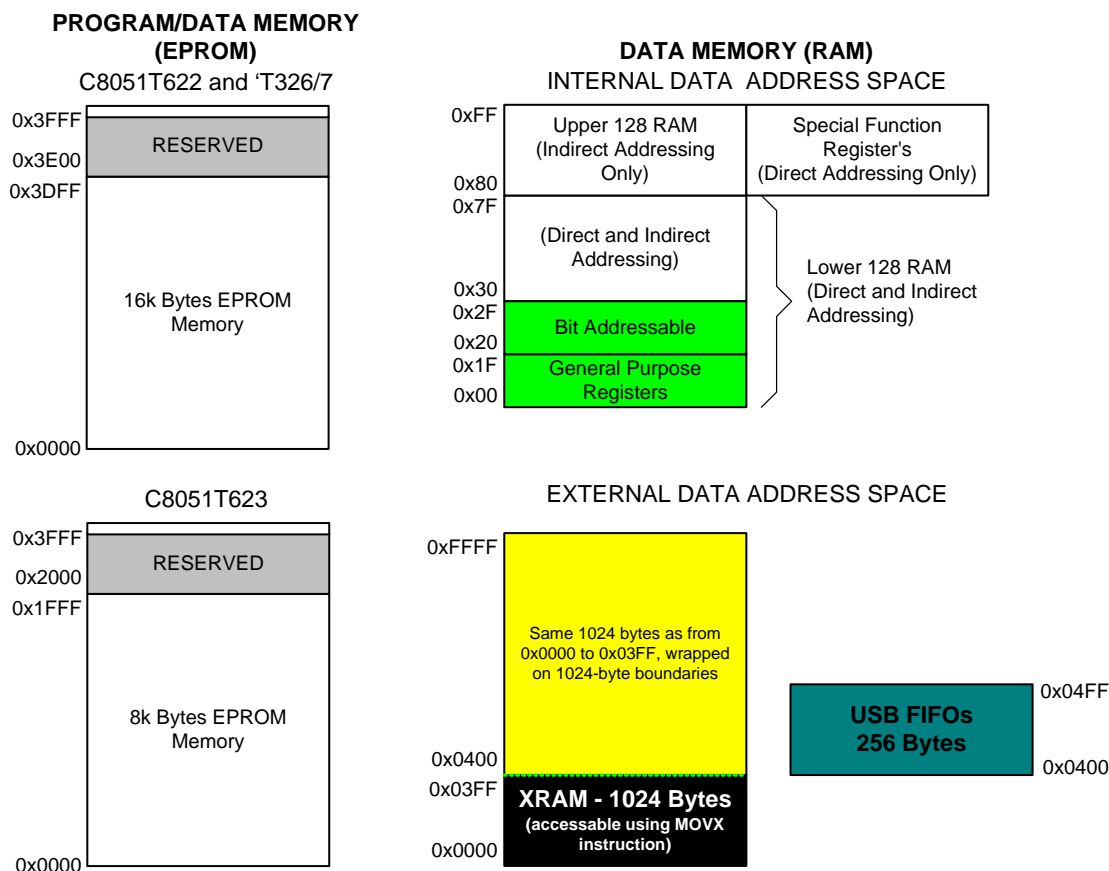 PROGRAM/DATA MEMORY
(EPROM)
C8051T622 and ‘T326/7
0x3FFF
RESERVED
0x3E00
0x3DFF
16k Bytes EPROM
Memory
0x0000
C8051T623
0x3FFF
RESERVED
0x2000
0x1FFF
8k Bytes EPROM
Memory
0x0000
DATA MEMORY (RAM)
INTERNAL DATA ADDRESS SPACE
0xFF
Upper 128 RAM
(Indirect Addressing
Only)
0x80
Special Function
Register's
(Direct Addressing Only)
0x7F
(Direct and Indirect
Addressing)
0x30
Lower 128 RAM
(Direct and Indirect
Addressing)
0x2F
Bit Addressable
0x20
0x1F
General Purpose
Registers
0x00
EXTERNAL DATA ADDRESS SPACE
0xFFFF
Same 1024 bytes as from
0x0000 to 0x03FF, wrapped
on 1024-byte boundaries
0x0400
0x03FF
XRAM - 1024 Bytes
(accessable using MOVX
instruction)
0x0000
0x04FF
USB FIFOs
256 Bytes
0x0400